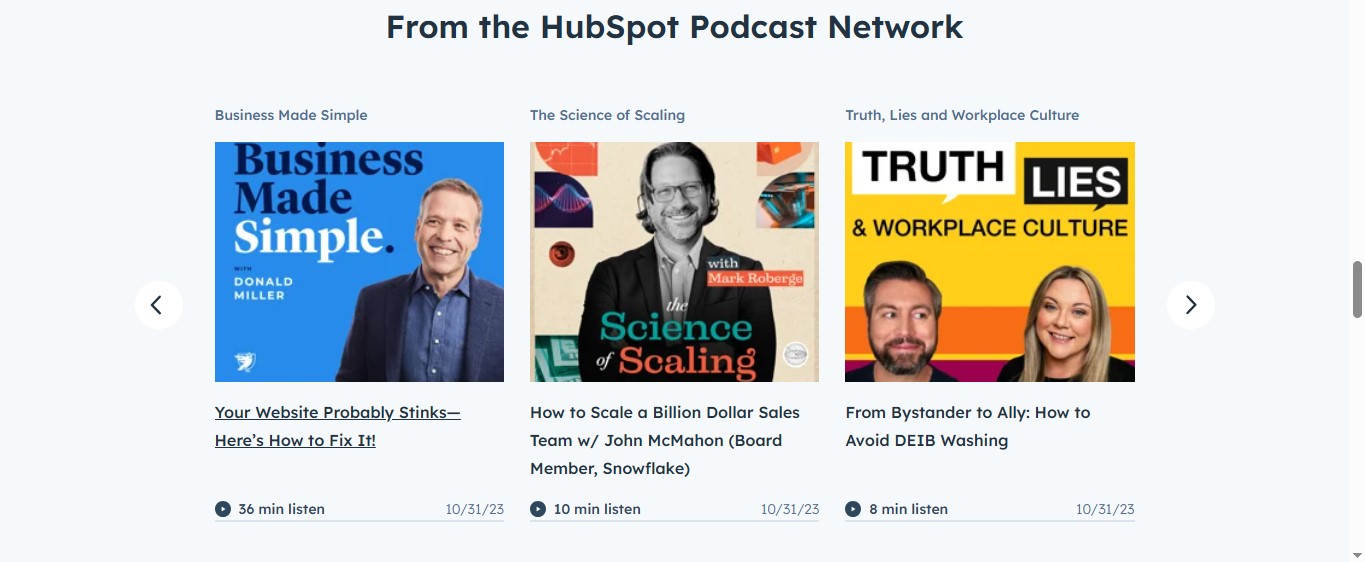 From the HubSpot Podcast Network
Business Made Simple
Business
Made
Simple.
WITH
DONALD
MILLER
Your Website Probably Stinks—
Here's How to Fix It!
36 min listen
10/31/23
The Science of Scaling
with
Mark Roberge
the
Science
of Scaling
How to Scale a Billion Dollar Sales
Team w/ John McMahon (Board
Member, Snowflake)
10 min listen
10/31/23
Truth, Lies and Workplace Culture
TRUTH
LIES
& WORKPLACE CULTURE
From Bystander to Ally: How to
Avoid DEIB Washing
8 min listen
10/31/23